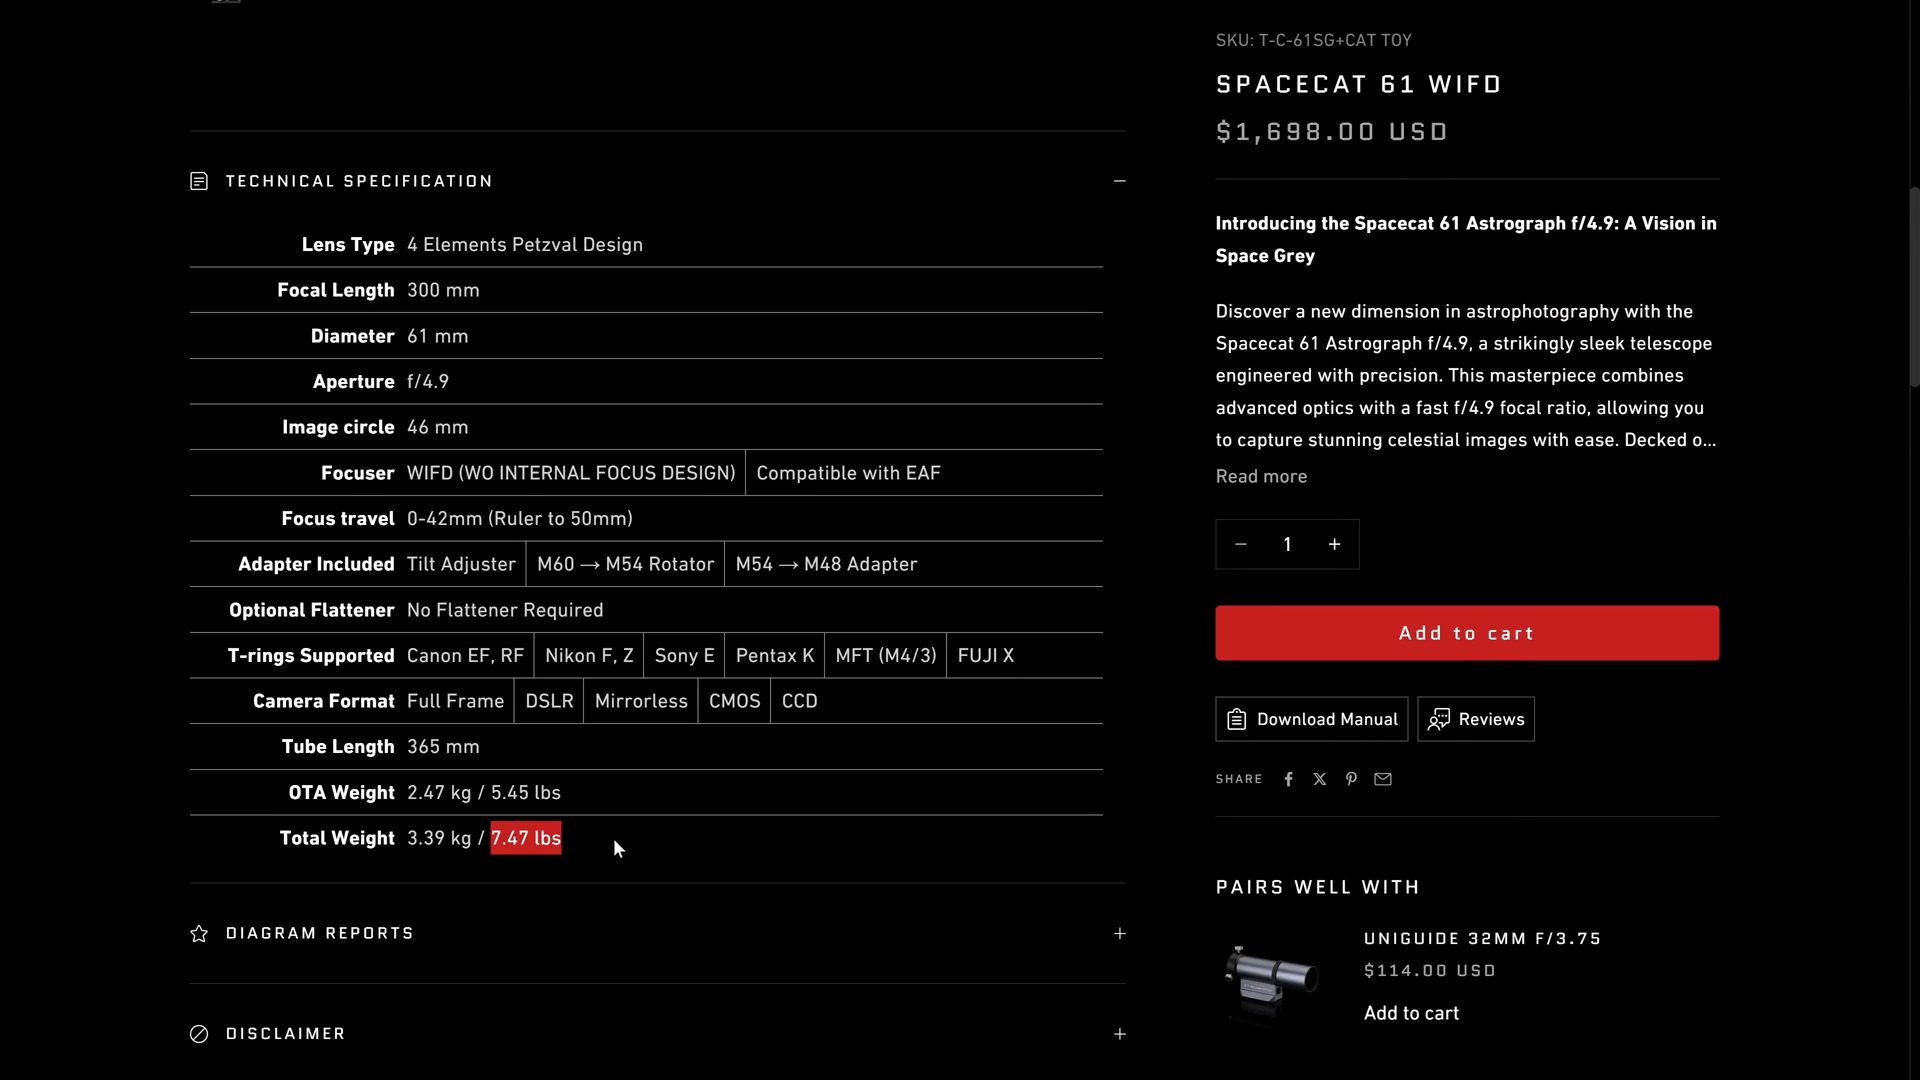 TECHNICAL SPECIFICATION
Lens Type 4 Elements Petzval Design
Focal Length 300 mm
Diameter 61 mm
Aperture f/4.9
Image circle 46 mm
Focuser WIFD (WO INTERNAL FOCUS DESIGN) Compatible with EAF
Focus travel 0-42mm (Ruler to 50mm)
Adapter Included Tilt Adjuster M60 → M54 Rotator M54 → M48 Adapter
Optional Flattener No Flattener Required
T-rings Supported Canon EF, RF Nikon F, Z Sony E Pentax K MFT (M4/3) FUJI X
Camera Format Full Frame DSLR Mirrorless CMOS CCD
Tube Length 365 mm
OTA Weight 2.47 kg / 5.45 lbs
Total Weight 3.39 kg / 7.47 lbs
DIAGRAM REPORTS
DISCLAIMER
SKU: T-C-61SG+CAT TOY
SPACECAT 61 WIFD
$1,698.00 USD
Introducing the Spacecat 61 Astrograph f/4.9: A Vision in
Space Grey
Discover a new dimension in astrophotography with the
Spacecat 61 Astrograph f/4.9, a strikingly sleek telescope
engineered with precision. This masterpiece combines
advanced optics with a fast f/4.9 focal ratio, allowing you
to capture stunning celestial images with ease. Decked o...
Read more
− 1 +
Add to cart
Download Manual Reviews
SHARE
PAIRS WELL WITH
UNIGUIDE 32MM F/3.75
$114.00 USD
Add to cart